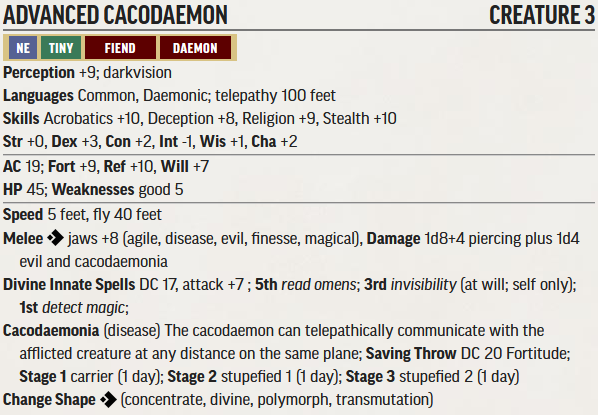 ADVANCED CACODAEMON CREATURE 3
NE TINY FIEND DAEMON
Perception +9; darkvision
Languages Common, Daemonic; telepathy 100 feet
Skills Acrobatics +10, Deception +8, Religion +9, Stealth +10
Str +0, Dex +3, Con +2, Int -1, Wis +1, Cha +2
AC 19; Fort +9, Ref +10, Will +7
HP 45; Weaknesses good 5
Speed 5 feet, fly 40 feet
Melee jaws +8 (agile, disease, evil, finesse, magical), Damage 1d8+4 piercing plus 1d4
evil and cacodaemonia
Divine Innate Spells DC 17, attack +7 ; 5th read omens; 3rd invisibility (at will; self only);
1st detect magic;
Cacodaemonia (disease) The cacodaemon can telepathically communicate with the
afflicted creature at any distance on the same plane; Saving Throw DC 20 Fortitude;
Stage 1 carrier (1 day); Stage 2 stupefied 1 (1 day); Stage 3 stupefied 2 (1 day)
Change Shape (concentrate, divine, polymorph, transmutation)